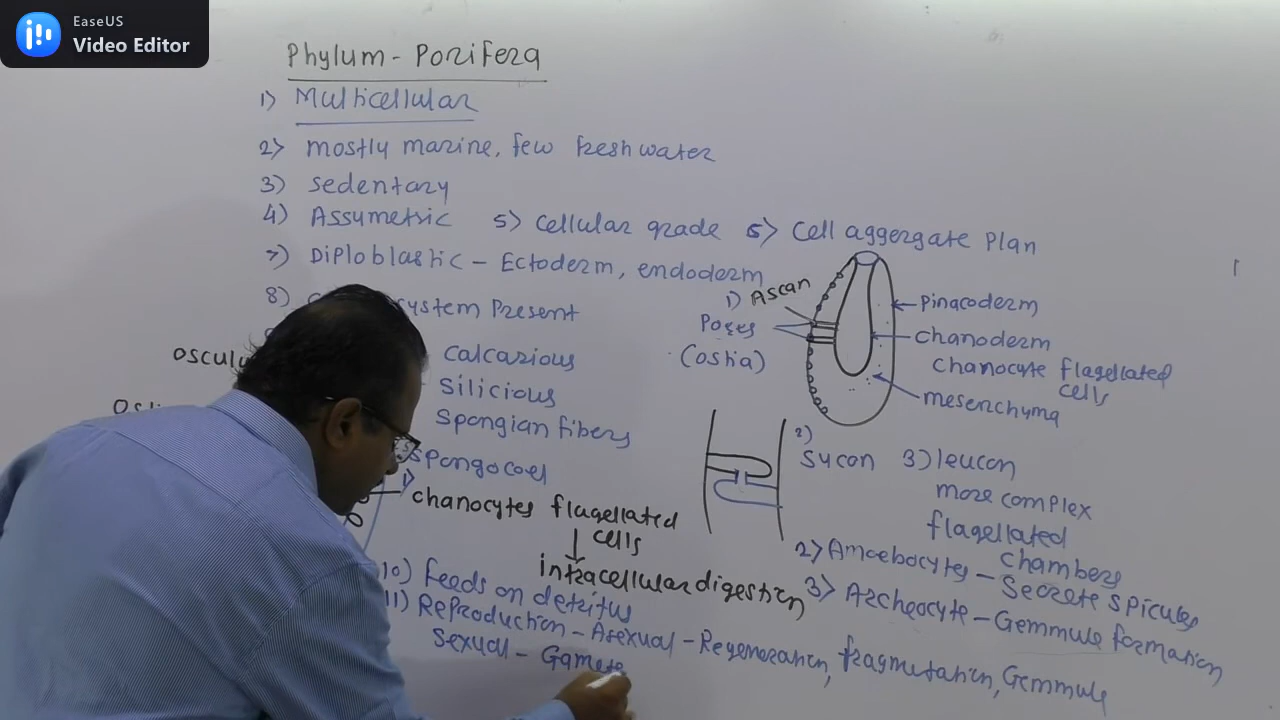 EaseUS
Video Editor
Phylum - Porifera
1) Multicellular
2) mostly marine, few freshwater
3) sedentary
4) Assymetric 5) cellular grade 6) cell aggergate plan
7) Diploblastic - Ectoderm, endoderm
8) system Present
calcarious
silicious
spongian fibers
spongocoel
1) chanocytes flagellated
cells
intracellular digestion
10) feeds on detritus
11) Reproduction - Asexual - Regeneration, fragmutation, Gemmule
sexual - Gamete
1) Ascan
Pores
(ostia)
Pinacoderm
chanoderm
chanocyte flagellated
cells
mesenchyma
2)
sycon 3) leucon
more complex
flagellated
chambers
2) Amoebocytes - Secrete spicules
3) Archeocyte - Gemmule formation